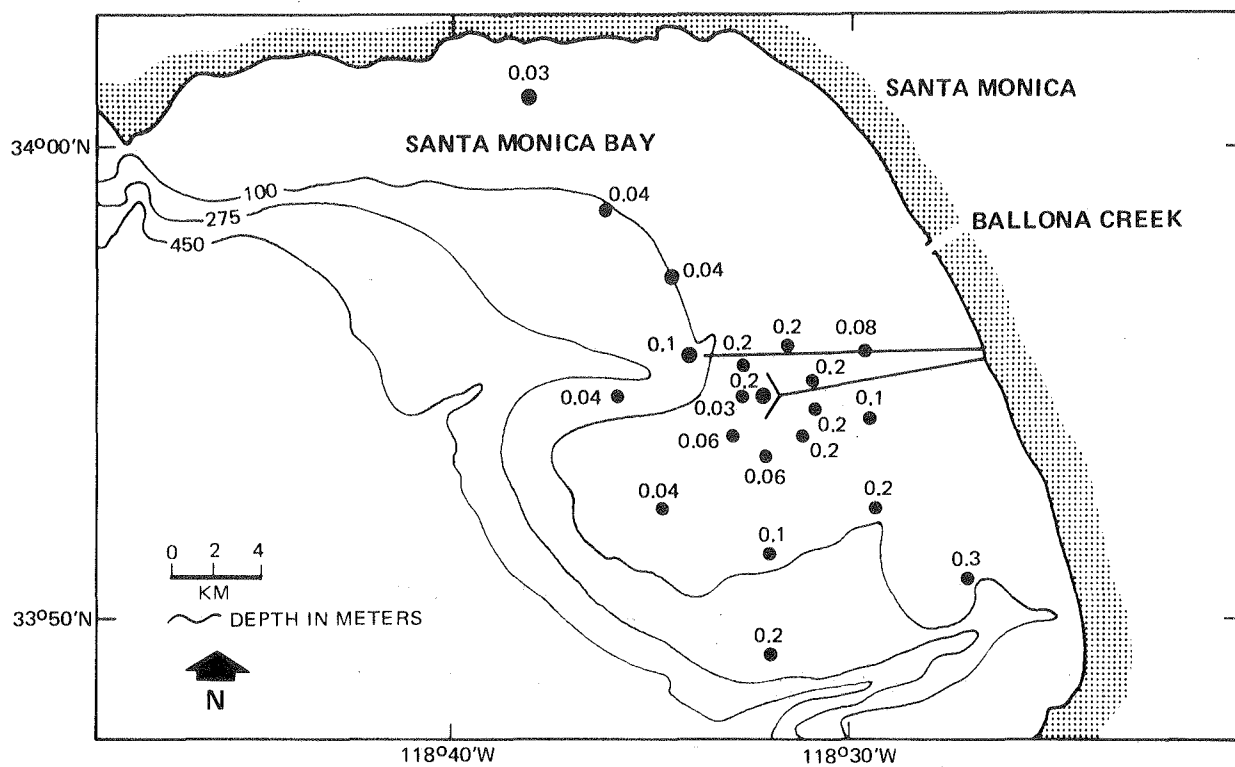 0.03
SANTA MONICA
34°00'N
SANTA MONICA BAY
100
0.04
275
BALLONA CREEK
450
0.04
0.2
0.08
0.1
0.2
0.2
0.2
0.04
0.03
0.1
0.2
0.06
0.2
0.06
0.04
0.2
0.1
0 2 4
KM
0.3
33°50'N
DEPTH IN METERS
0.2
N
118°40'W
118°30'W